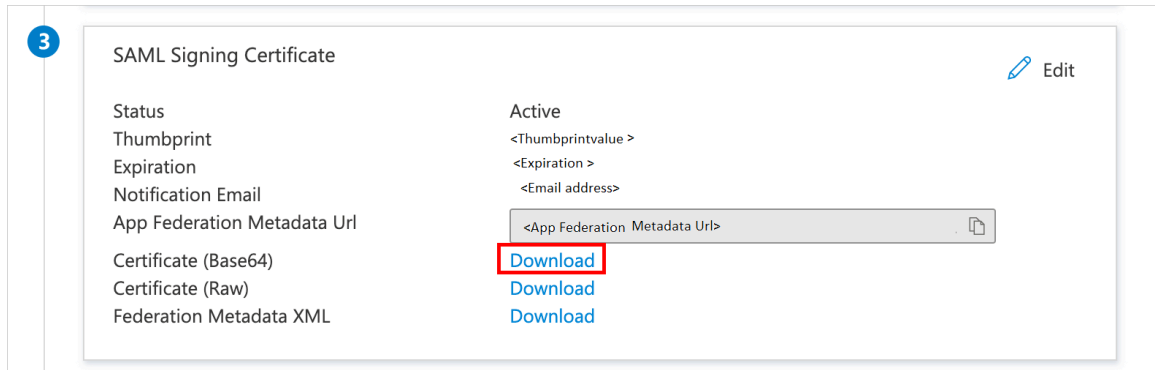 3
SAML Signing Certificate
Edit
Status Active
Thumbprint <Thumbprintvalue >
Expiration <Expiration >
Notification Email <Email address>
App Federation Metadata Url <App Federation Metadata Url>
Certificate (Base64) Download
Certificate (Raw) Download
Federation Metadata XML Download